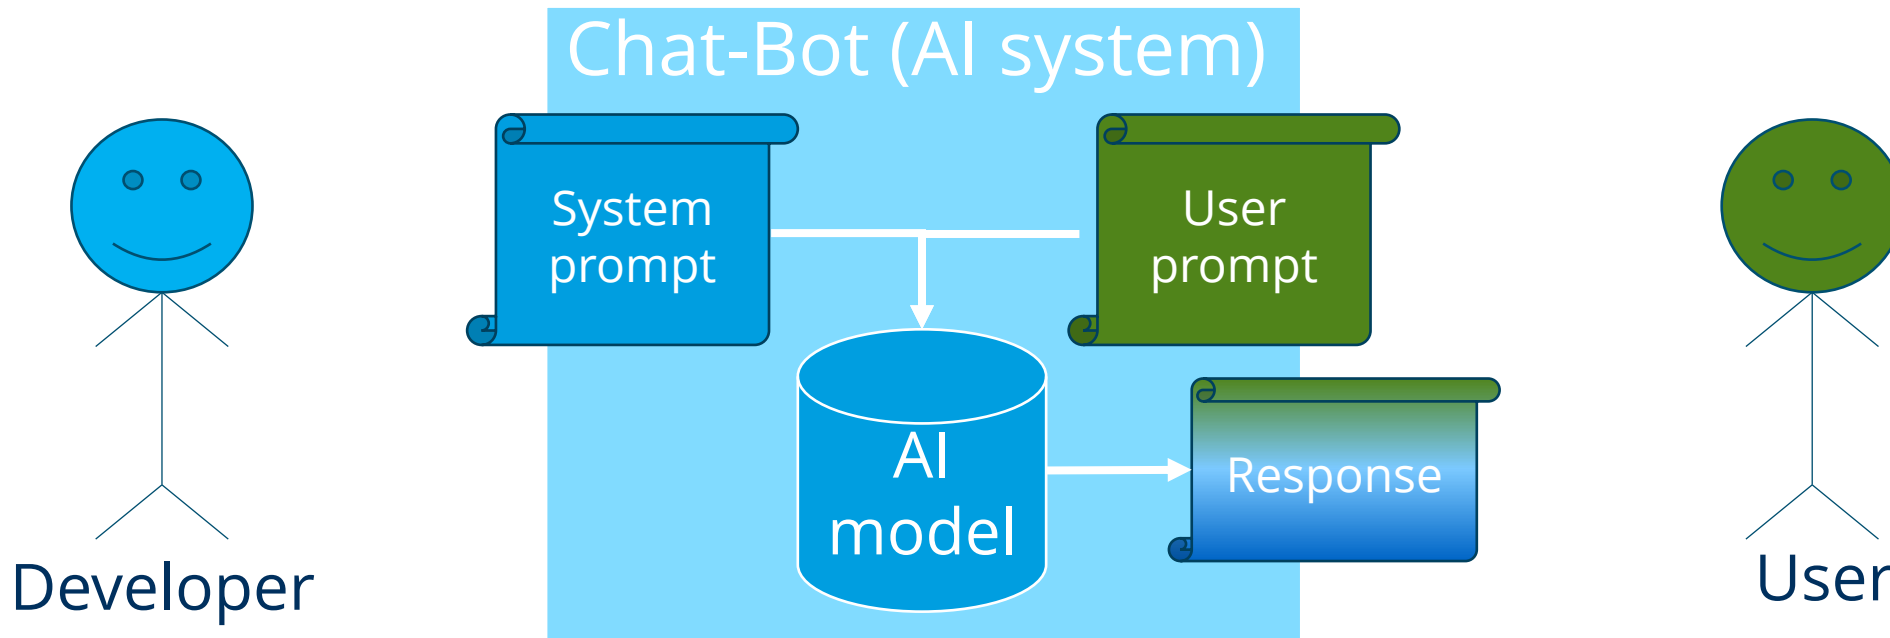 Chat-Bot (AI system)
System
prompt
User
prompt
AI
model
Response
Developer
User